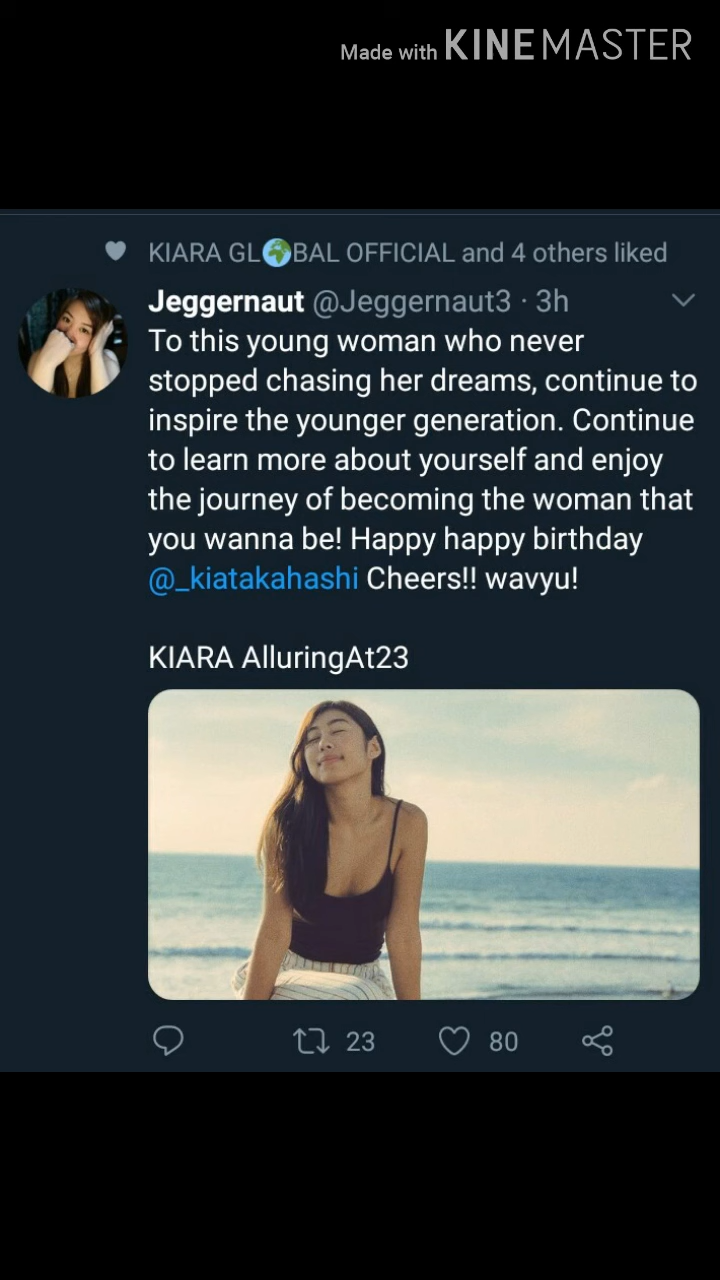 Made with KINEMASTER
KIARA GL🌍BAL OFFICIAL and 4 others liked
Jeggernaut @Jeggernaut3 · 3h
To this young woman who never
stopped chasing her dreams, continue to
inspire the younger generation. Continue
to learn more about yourself and enjoy
the journey of becoming the woman that
you wanna be! Happy happy birthday
@_kiatakahashi Cheers!! wavyu!
KIARA AlluringAt23
23 80